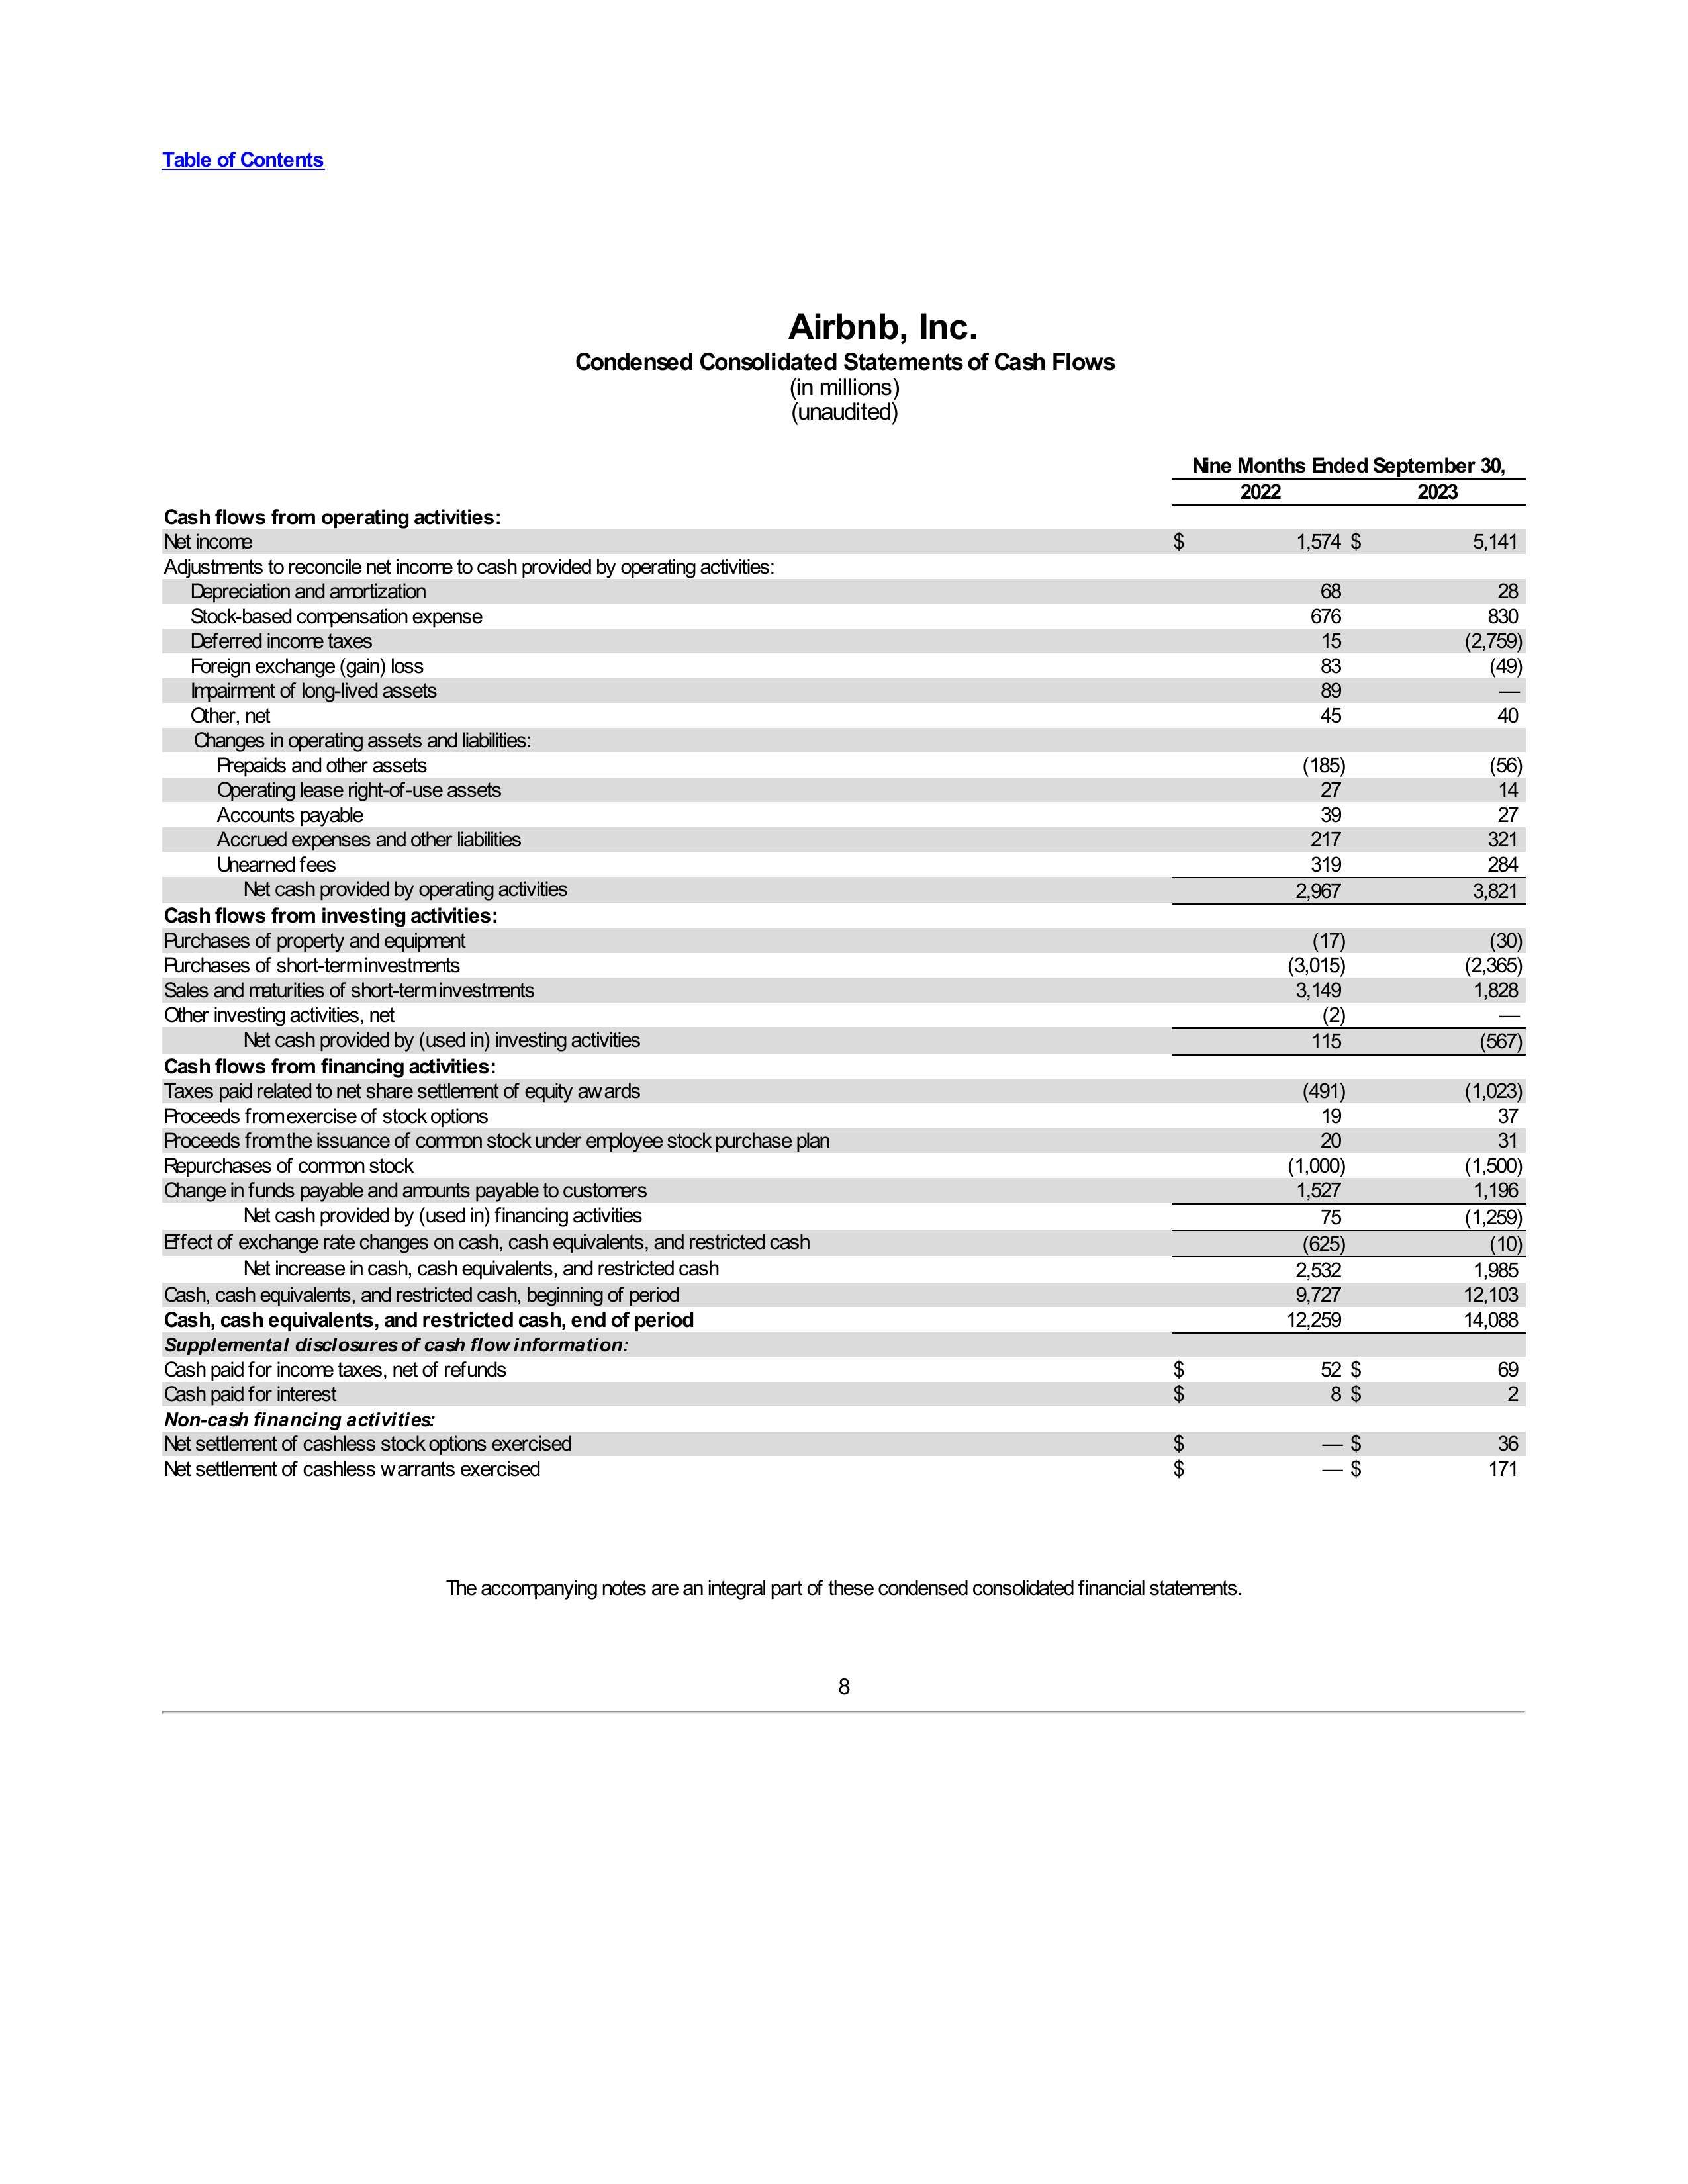 Table of Contents
Airbnb, Inc.
Condensed Consolidated Statements of Cash Flows
(in millions)
(unaudited)
Nine Months Ended September 30,
2022 2023
Cash flows from operating activities:
Net income $ 1,574 $ 5,141
Adjustments to reconcile net income to cash provided by operating activities:
Depreciation and amortization 68 28
Stock-based compensation expense 676 830
Deferred income taxes 15 (2,759)
Foreign exchange (gain) loss 83 (49)
Impairment of long-lived assets 89 —
Other, net 45 40
Changes in operating assets and liabilities:
Prepaids and other assets (185) (56)
Operating lease right-of-use assets 27 14
Accounts payable 39 27
Accrued expenses and other liabilities 217 321
Unearned fees 319 284
Net cash provided by operating activities 2,967 3,821
Cash flows from investing activities:
Purchases of property and equipment (17) (30)
Purchases of short-term investments (3,015) (2,365)
Sales and maturities of short-term investments 3,149 1,828
Other investing activities, net (2) —
Net cash provided by (used in) investing activities 115 (567)
Cash flows from financing activities:
Taxes paid related to net share settlement of equity awards (491) (1,023)
Proceeds from exercise of stock options 19 37
Proceeds from the issuance of common stock under employee stock purchase plan 20 31
Repurchases of common stock (1,000) (1,500)
Change in funds payable and amounts payable to customers 1,527 1,196
Net cash provided by (used in) financing activities 75 (1,259)
Effect of exchange rate changes on cash, cash equivalents, and restricted cash (625) (10)
Net increase in cash, cash equivalents, and restricted cash 2,532 1,985
Cash, cash equivalents, and restricted cash, beginning of period 9,727 12,103
Cash, cash equivalents, and restricted cash, end of period 12,259 14,088
Supplemental disclosures of cash flow information:
Cash paid for income taxes, net of refunds $ 52 $ 69
Cash paid for interest $ 8 $ 2
Non-cash financing activities:
Net settlement of cashless stock options exercised $ — $ 36
Net settlement of cashless warrants exercised $ — $ 171
The accompanying notes are an integral part of these condensed consolidated financial statements.
8